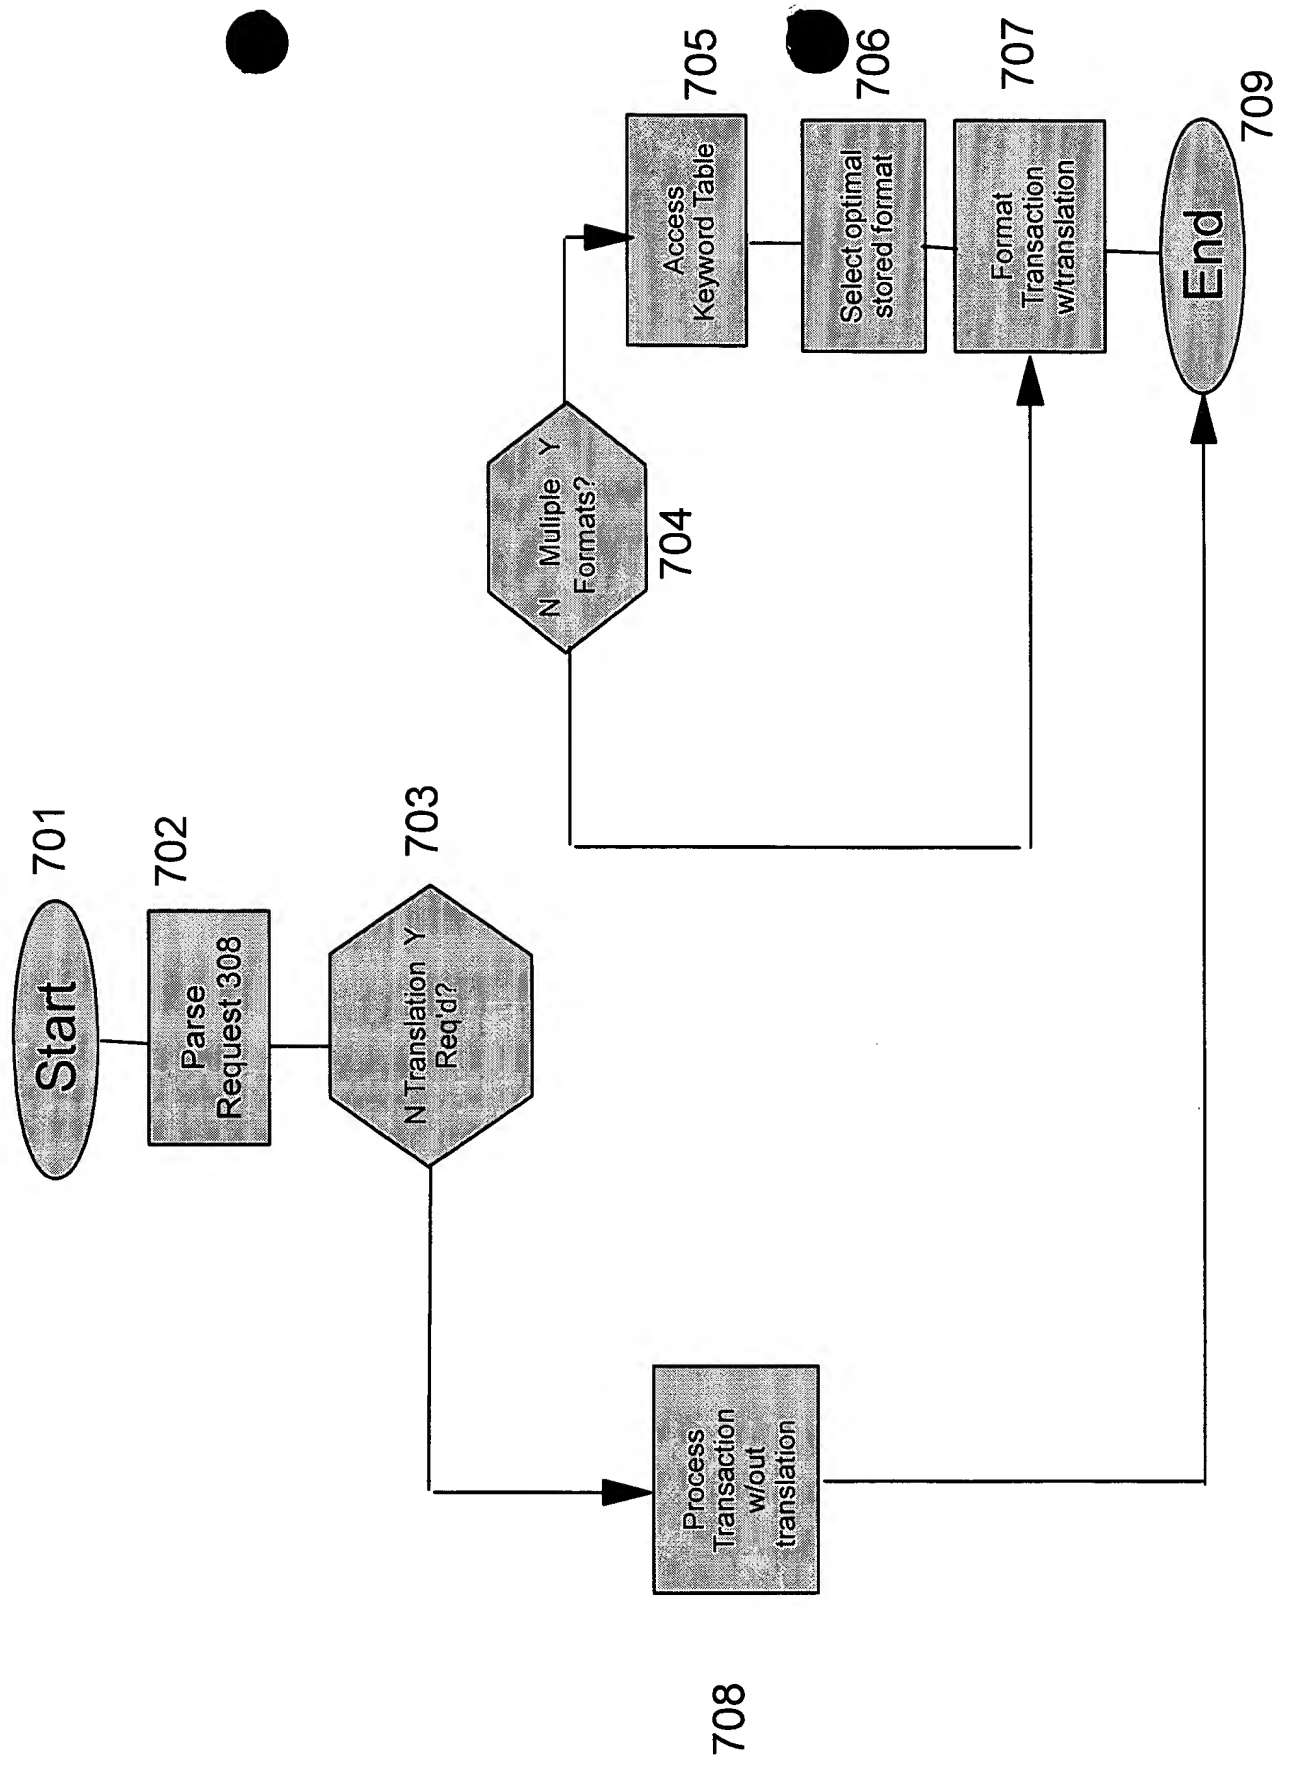 Start
701
Parse
Request 308
702
N Translation Y
Req'd?
703
N Muliple Y
Formats?
704
Access
Keyword Table
705
Select optimal
stored format
706
Format
Transaction
w/translation
707
Process
Transaction
w/out
translation
708
End
709